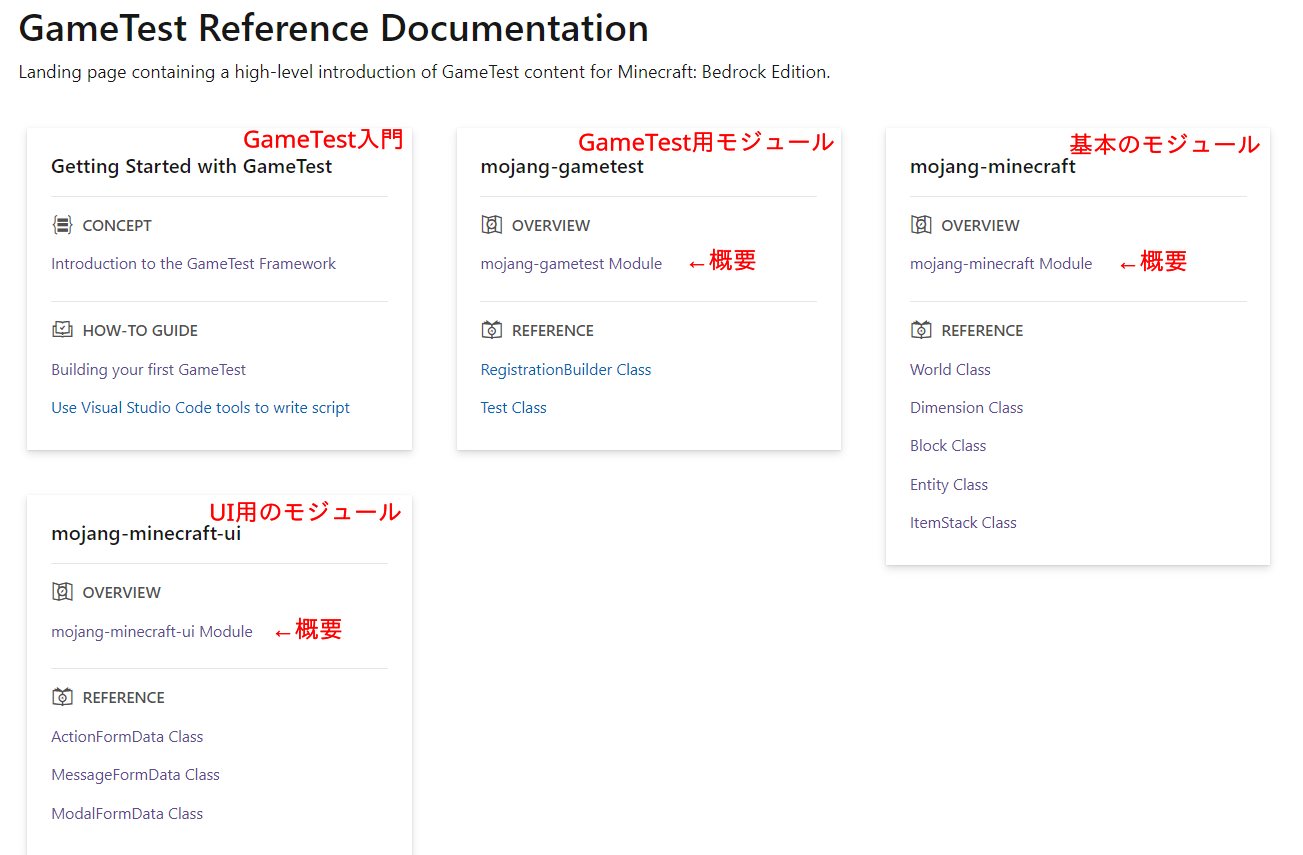 GameTest Reference Documentation
Landing page containing a high-level introduction of GameTest content for Minecraft: Bedrock Edition.
GameTest入門
Getting Started with GameTest
CONCEPT
Introduction to the GameTest Framework
HOW-TO GUIDE
Building your first GameTest
Use Visual Studio Code tools to write script
GameTest用モジュール
mojang-gametest
OVERVIEW
mojang-gametest Module ←概要
REFERENCE
RegistrationBuilder Class
Test Class
基本のモジュール
mojang-minecraft
OVERVIEW
mojang-minecraft Module ←概要
REFERENCE
World Class
Dimension Class
Block Class
Entity Class
ItemStack Class
UI用のモジュール
mojang-minecraft-ui
OVERVIEW
mojang-minecraft-ui Module ←概要
REFERENCE
ActionFormData Class
MessageFormData Class
ModalFormData Class